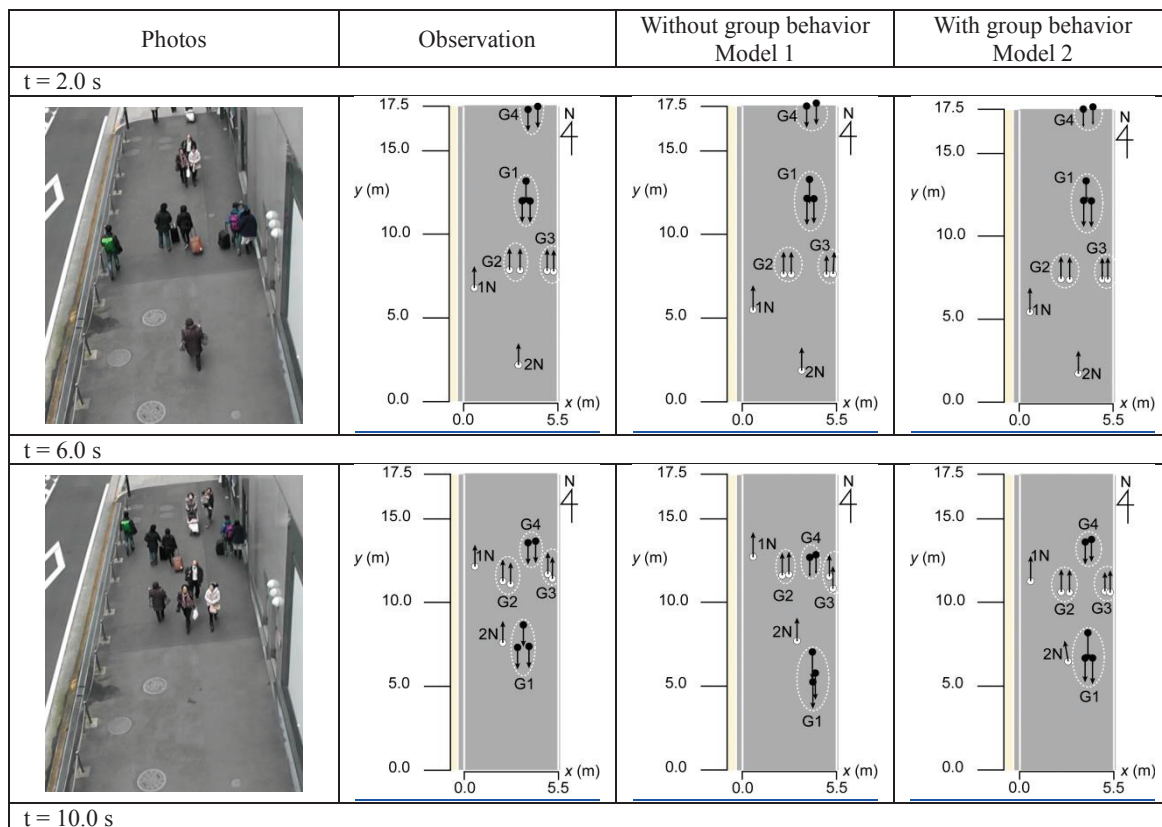 Photos
Observation
Without group behavior
Model 1
With group behavior
Model 2
t = 2.0 s
17.5
15.0
y (m)
10.0
5.0
0.0
0.0
5.5
x (m)
N
G4
G1
G3
G2
1N
2N
17.5
15.0
y (m)
10.0
5.0
0.0
0.0
5.5
x (m)
N
G4
G1
G3
G2
1N
2N
17.5
15.0
y (m)
10.0
5.0
0.0
0.0
5.5
x (m)
N
G4
G1
G3
G2
1N
2N
t = 6.0 s
17.5
15.0
y (m)
10.0
5.0
0.0
0.0
5.5
x (m)
N
G4
1N
G2
G3
2N
G1
17.5
15.0
y (m)
10.0
5.0
0.0
0.0
5.5
x (m)
N
1N
G4
G2
G3
2N
G1
17.5
15.0
y (m)
10.0
5.0
0.0
0.0
5.5
x (m)
N
G4
1N
G2
G3
2N
G1
t = 10.0 s